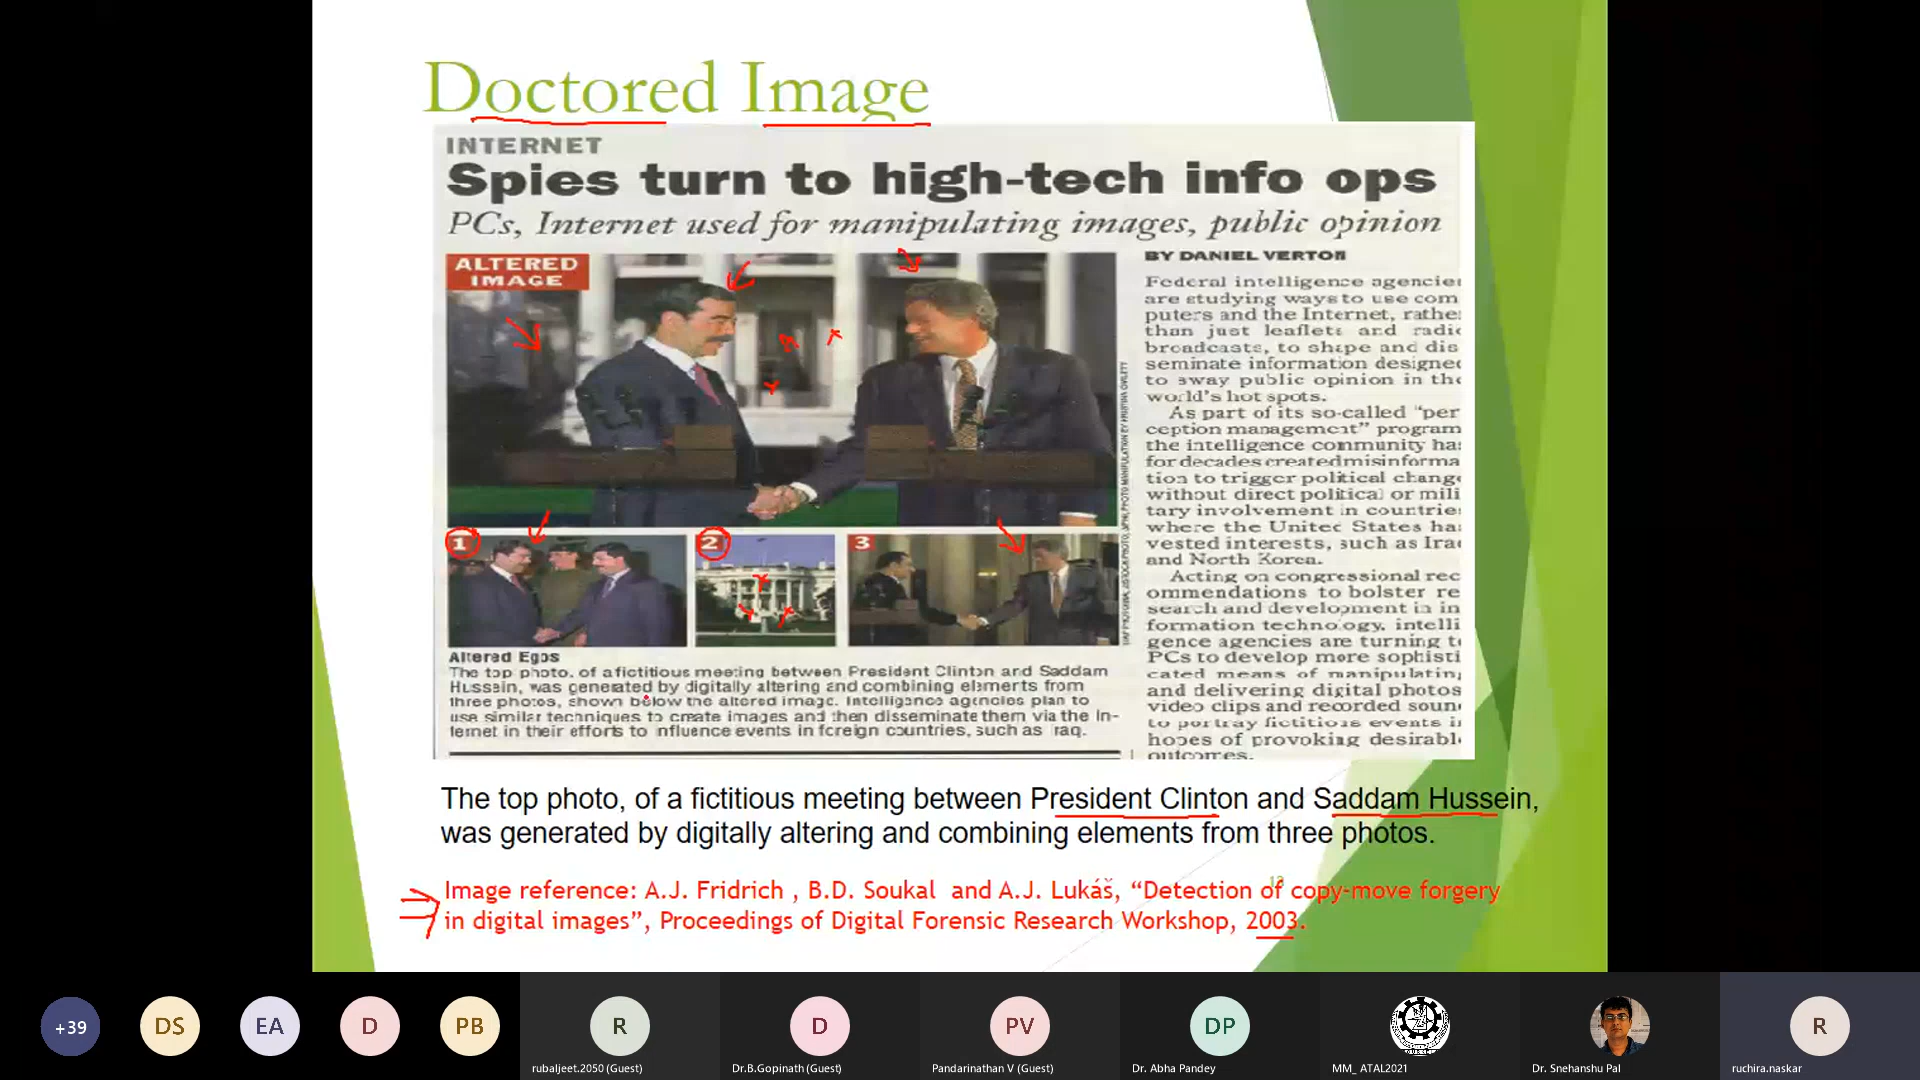 Doctored Image
INTERNET
Spies turn to high-tech info ops
PCs, Internet used for manipulating images, public opinion
ALTERED
IMAGE
BY DANIEL VERTON
Federal intelligence agencies
are studying ways to use com
puters and the Internet, rather
than just leaflets and radio
broadcasts, to shape and dis
seminate information designed
to sway public opinion in the
world's hot spots.
As part of its so-called "per
ception management" program
the intelligence community has
for decades created misinforma
tion to trigger political change
without direct political or mili
tary involvement in countries
where the United States has
vested interests, such as Iraq
and North Korea.
Acting on congressional rec
ommendations to bolster re
search and development in in
formation technology, intelli
gence agencies are turning to
PCs to develop more sophisti
cated means of manipulating
and delivering digital photos
video clips and recorded sound
to portray fictitious events in
hopes of provoking desirable
outcomes.
1
2
3
Altered Egos
The top photo, of a fictitious meeting between President Clinton and Saddam
Hussein, was generated by digitally altering and combining elements from
three photos, shown below the altered image. Intelligence agencies plan to
use similar techniques to create images and then disseminate them via the In-
ternet in their efforts to influence events in foreign countries, such as Iraq.
The top photo, of a fictitious meeting between President Clinton and Saddam Hussein,
was generated by digitally altering and combining elements from three photos.
13
Image reference: A.J. Fridrich , B.D. Soukal and A.J. Lukáš, “Detection of copy-move forgery
in digital images”, Proceedings of Digital Forensic Research Workshop, 2003.
+39
DS
EA
D
PB
R
D
PV
DP
R
rubaljeet.2050 (Guest)
Dr.B.Gopinath (Guest)
Pandarinathan V (Guest)
Dr. Abha Pandey
MM_ ATAL2021
Dr. Snehanshu Pal
ruchira.naskar